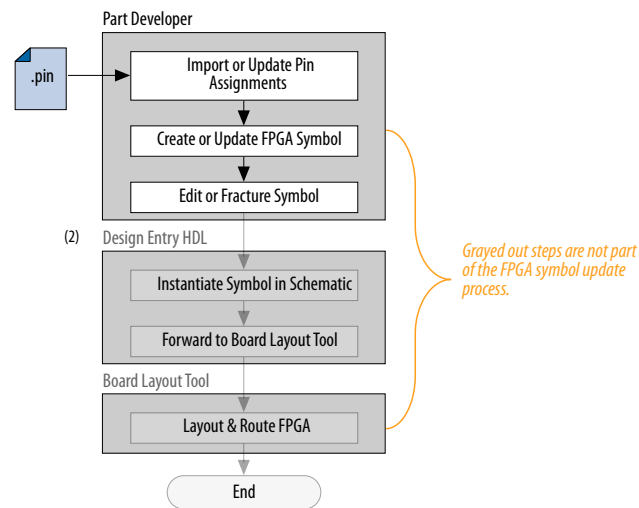 Part Developer
.pin
Import or Update Pin
Assignments
Create or Update FPGA Symbol
Edit or Fracture Symbol
(2)
Design Entry HDL
Instantiate Symbol in Schematic
Forward to Board Layout Tool
Grayed out steps are not part
of the FPGA symbol update
process.
Board Layout Tool
Layout & Route FPGA
End